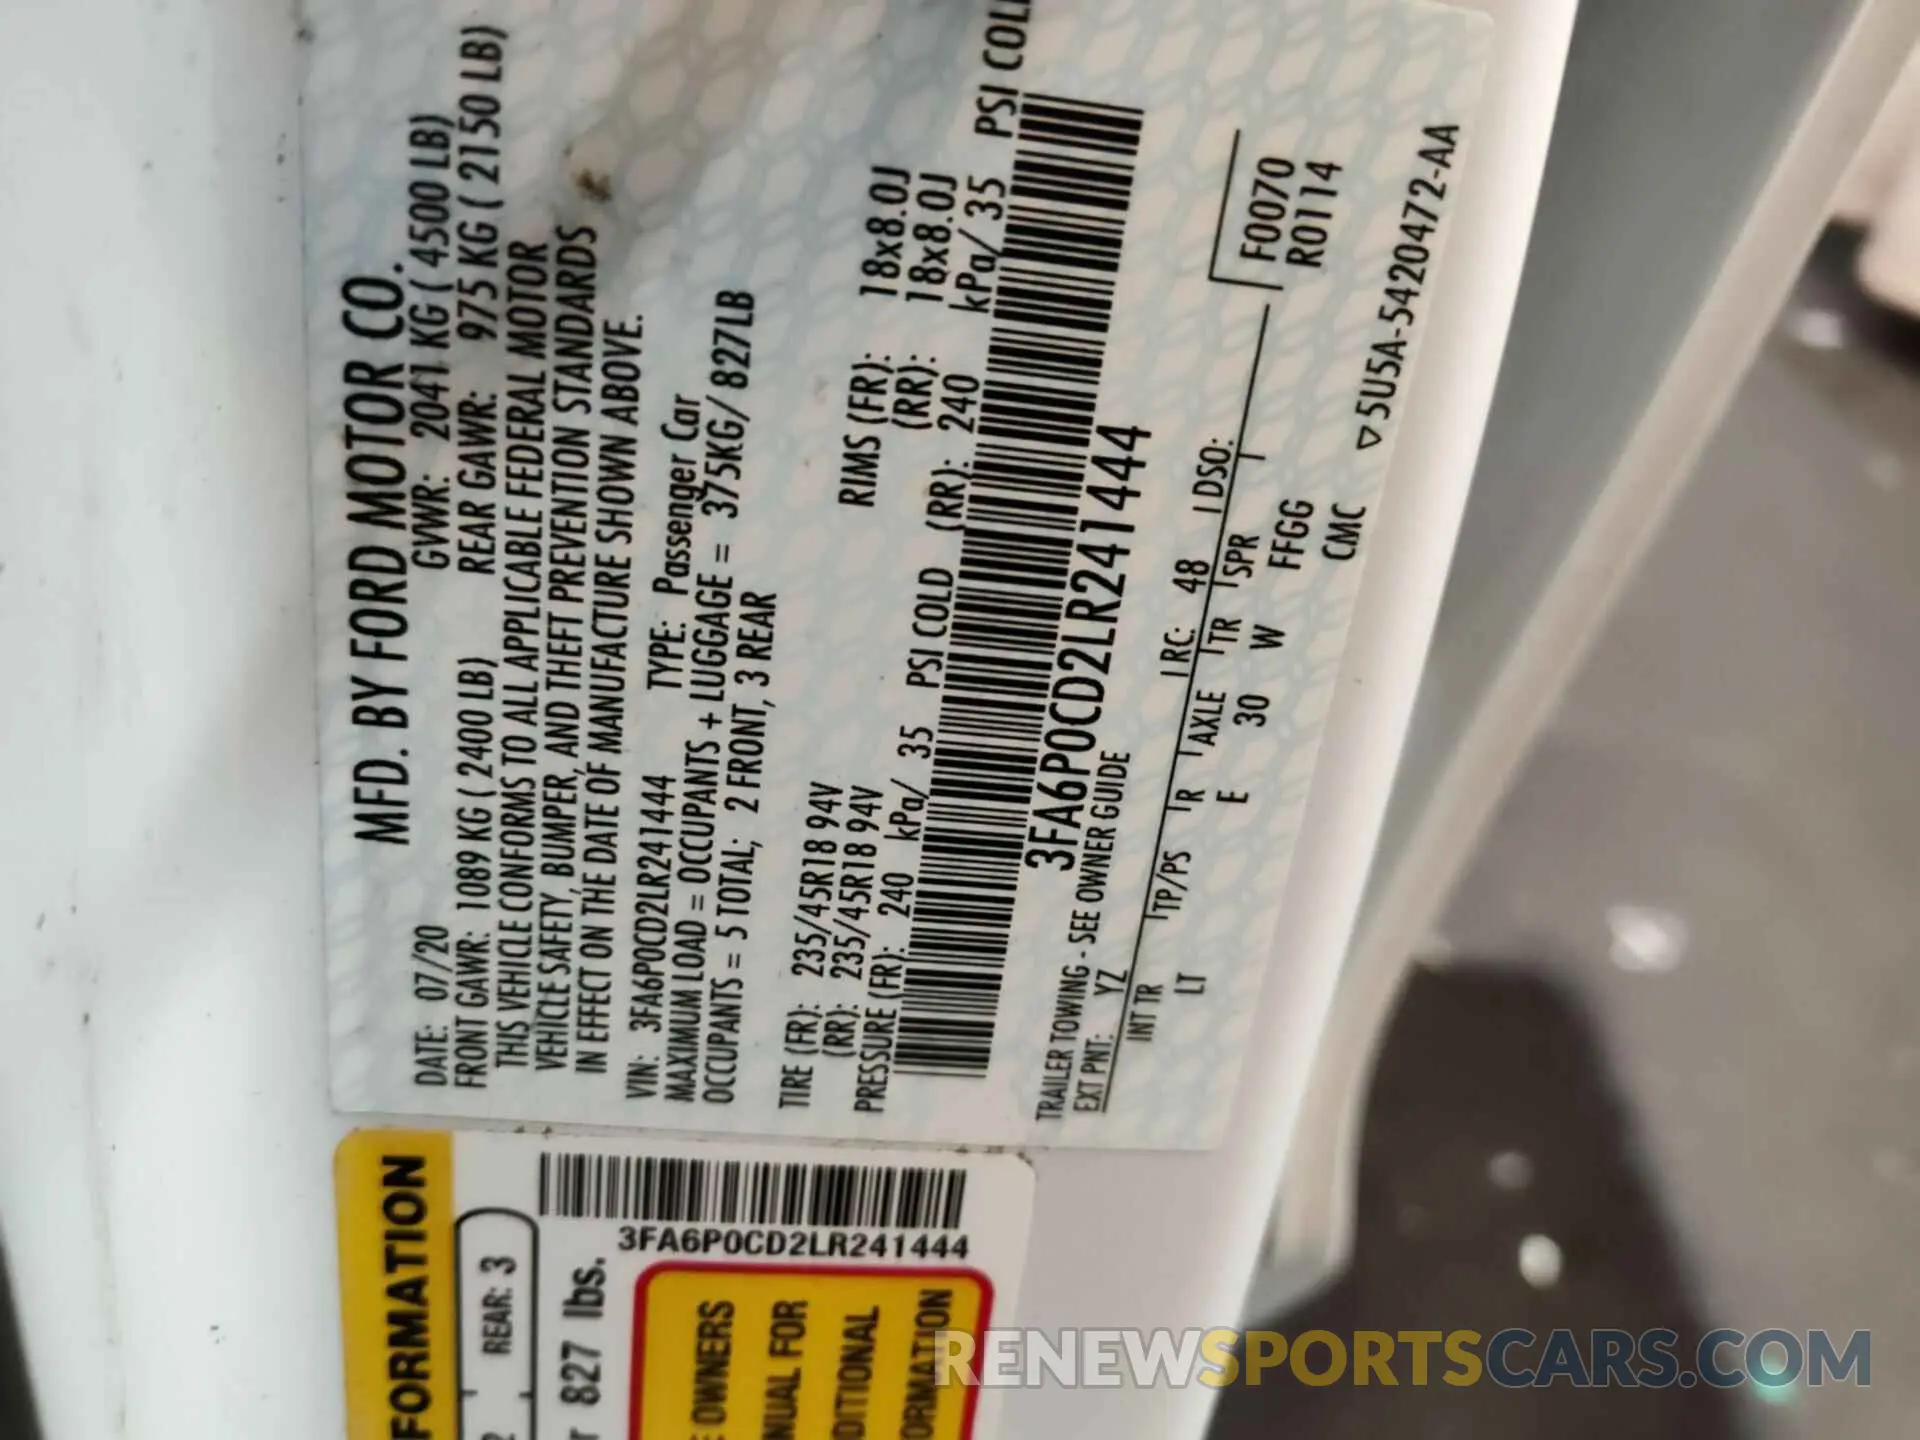 MFD. BY FORD MOTOR CO.
DATE: 07/20 GVWR: 2041 KG ( 4500 LB)
FRONT GAWR: 1089 KG ( 2400 LB) REAR GAWR: 975 KG ( 2150 LB)
THIS VEHICLE CONFORMS TO ALL APPLICABLE FEDERAL MOTOR
VEHICLE SAFETY, BUMPER, AND THEFT PREVENTION STANDARDS
IN EFFECT ON THE DATE OF MANUFACTURE SHOWN ABOVE.
VIN: 3FA6P0CD2LR241444 TYPE: Passenger Car
MAXIMUM LOAD = OCCUPANTS + LUGGAGE = 375KG/ 827LB
OCCUPANTS = 5 TOTAL; 2 FRONT, 3 REAR
TIRE (FR): 235/45R18 94V RIMS (FR): 18x8.0J
(RR): 235/45R18 94V (RR): 18x8.0J
PRESSURE (FR): 240 kPa/ 35 PSI COLD (RR): 240 kPa/ 35 PSI COL
3FA6P0CD2LR241444
TRAILER TOWING - SEE OWNER GUIDE
EXT PNT: YZ RC: 48 DSO: F0070
INT TR TP/PS R AXLE TR SPR R0114
LT E 30 W FFGG
CMC
▽5U5A-5420472-AA
FORMATION
REAR: 3
827 lbs.
3FA6P0CD2LR241444
OWNERS
NUAL FOR
DITIONAL
ORMATION
RENEWSPORTSCARS.COM